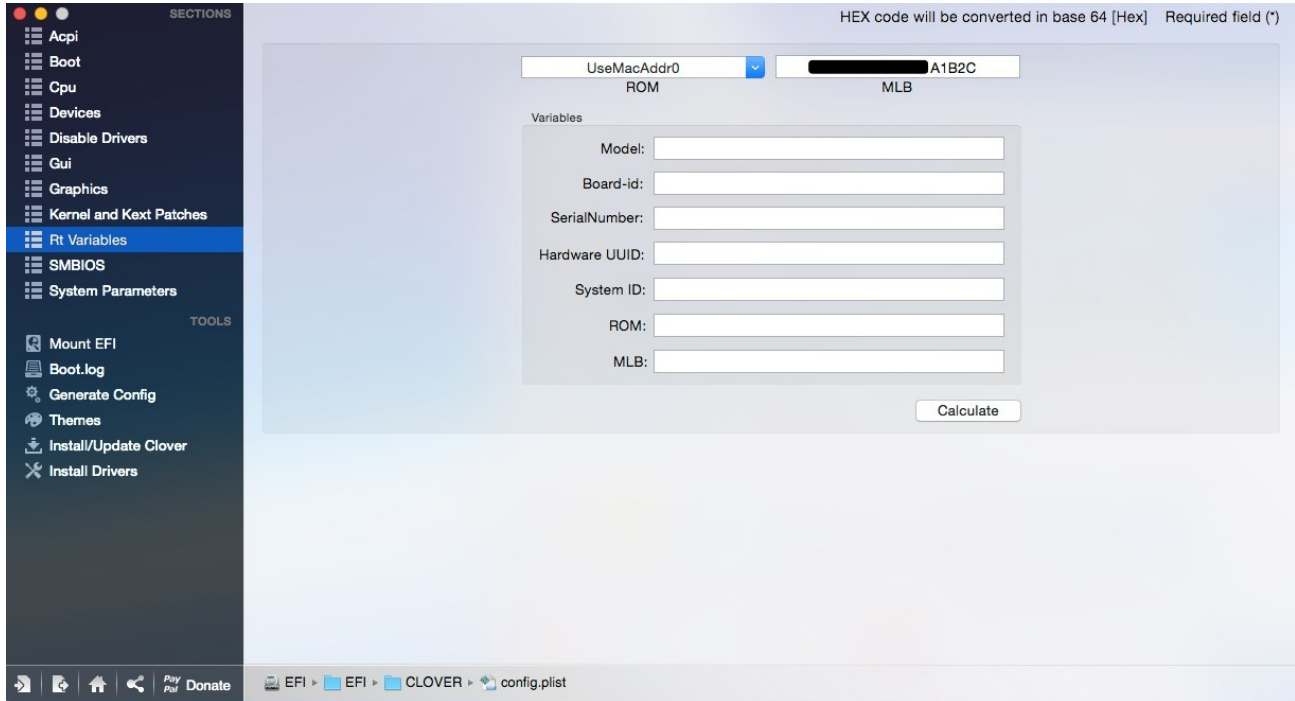 SECTIONS
Acpi
Boot
Cpu
Devices
Disable Drivers
Gui
Graphics
Kernel and Kext Patches
Rt Variables
SMBIOS
System Parameters
TOOLS
Mount EFI
Boot.log
Generate Config
Themes
Install/Update Clover
Install Drivers
Pay Pal Donate
HEX code will be converted in base 64 [Hex] Required field (*)
UseMacAddr0 A1B2C
ROM MLB
Variables
Model:
Board-id:
SerialNumber:
Hardware UUID:
System ID:
ROM:
MLB:
Calculate
EFI EFI CLOVER config.plist